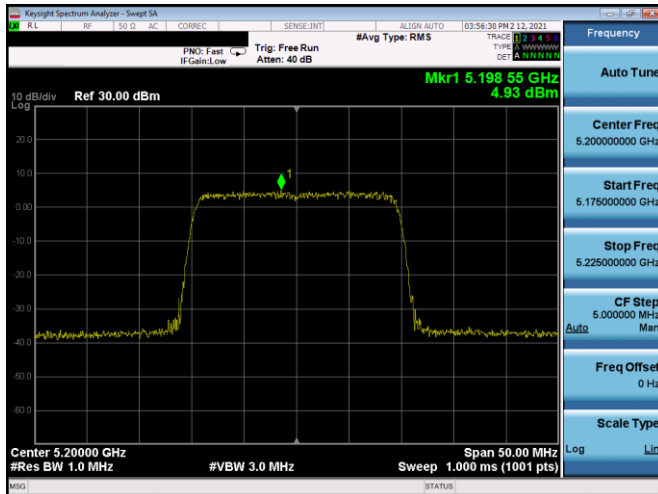 Keysight Spectrum Analyzer - Swept SA
RL RF 50 Ω AC CORREC SENSE:INT ALIGN AUTO 03:56:30 PM 2 12, 2021
#Avg Type: RMS
TRACE 1 2 3 4 5 6
TYPE A WWWWW
DET A N N N N N
PNO: Fast
IFGain:Low
Trig: Free Run
Atten: 40 dB
Mkr1 5.198 55 GHz
4.93 dBm
10 dB/div
Log
Ref 30.00 dBm
20.0
10.0
0.00
-10.0
-20.0
-30.0
-40.0
-50.0
-60.0
1
Center 5.20000 GHz
Span 50.00 MHz
#Res BW 1.0 MHz
#VBW 3.0 MHz
Sweep 1.000 ms (1001 pts)
MSG
STATUS
Frequency
Auto Tune
Center Freq
5.200000000 GHz
Start Freq
5.175000000 GHz
Stop Freq
5.225000000 GHz
CF Step
5.000000 MHz
Auto Man
Freq Offset
0 Hz
Scale Type
Log Lin